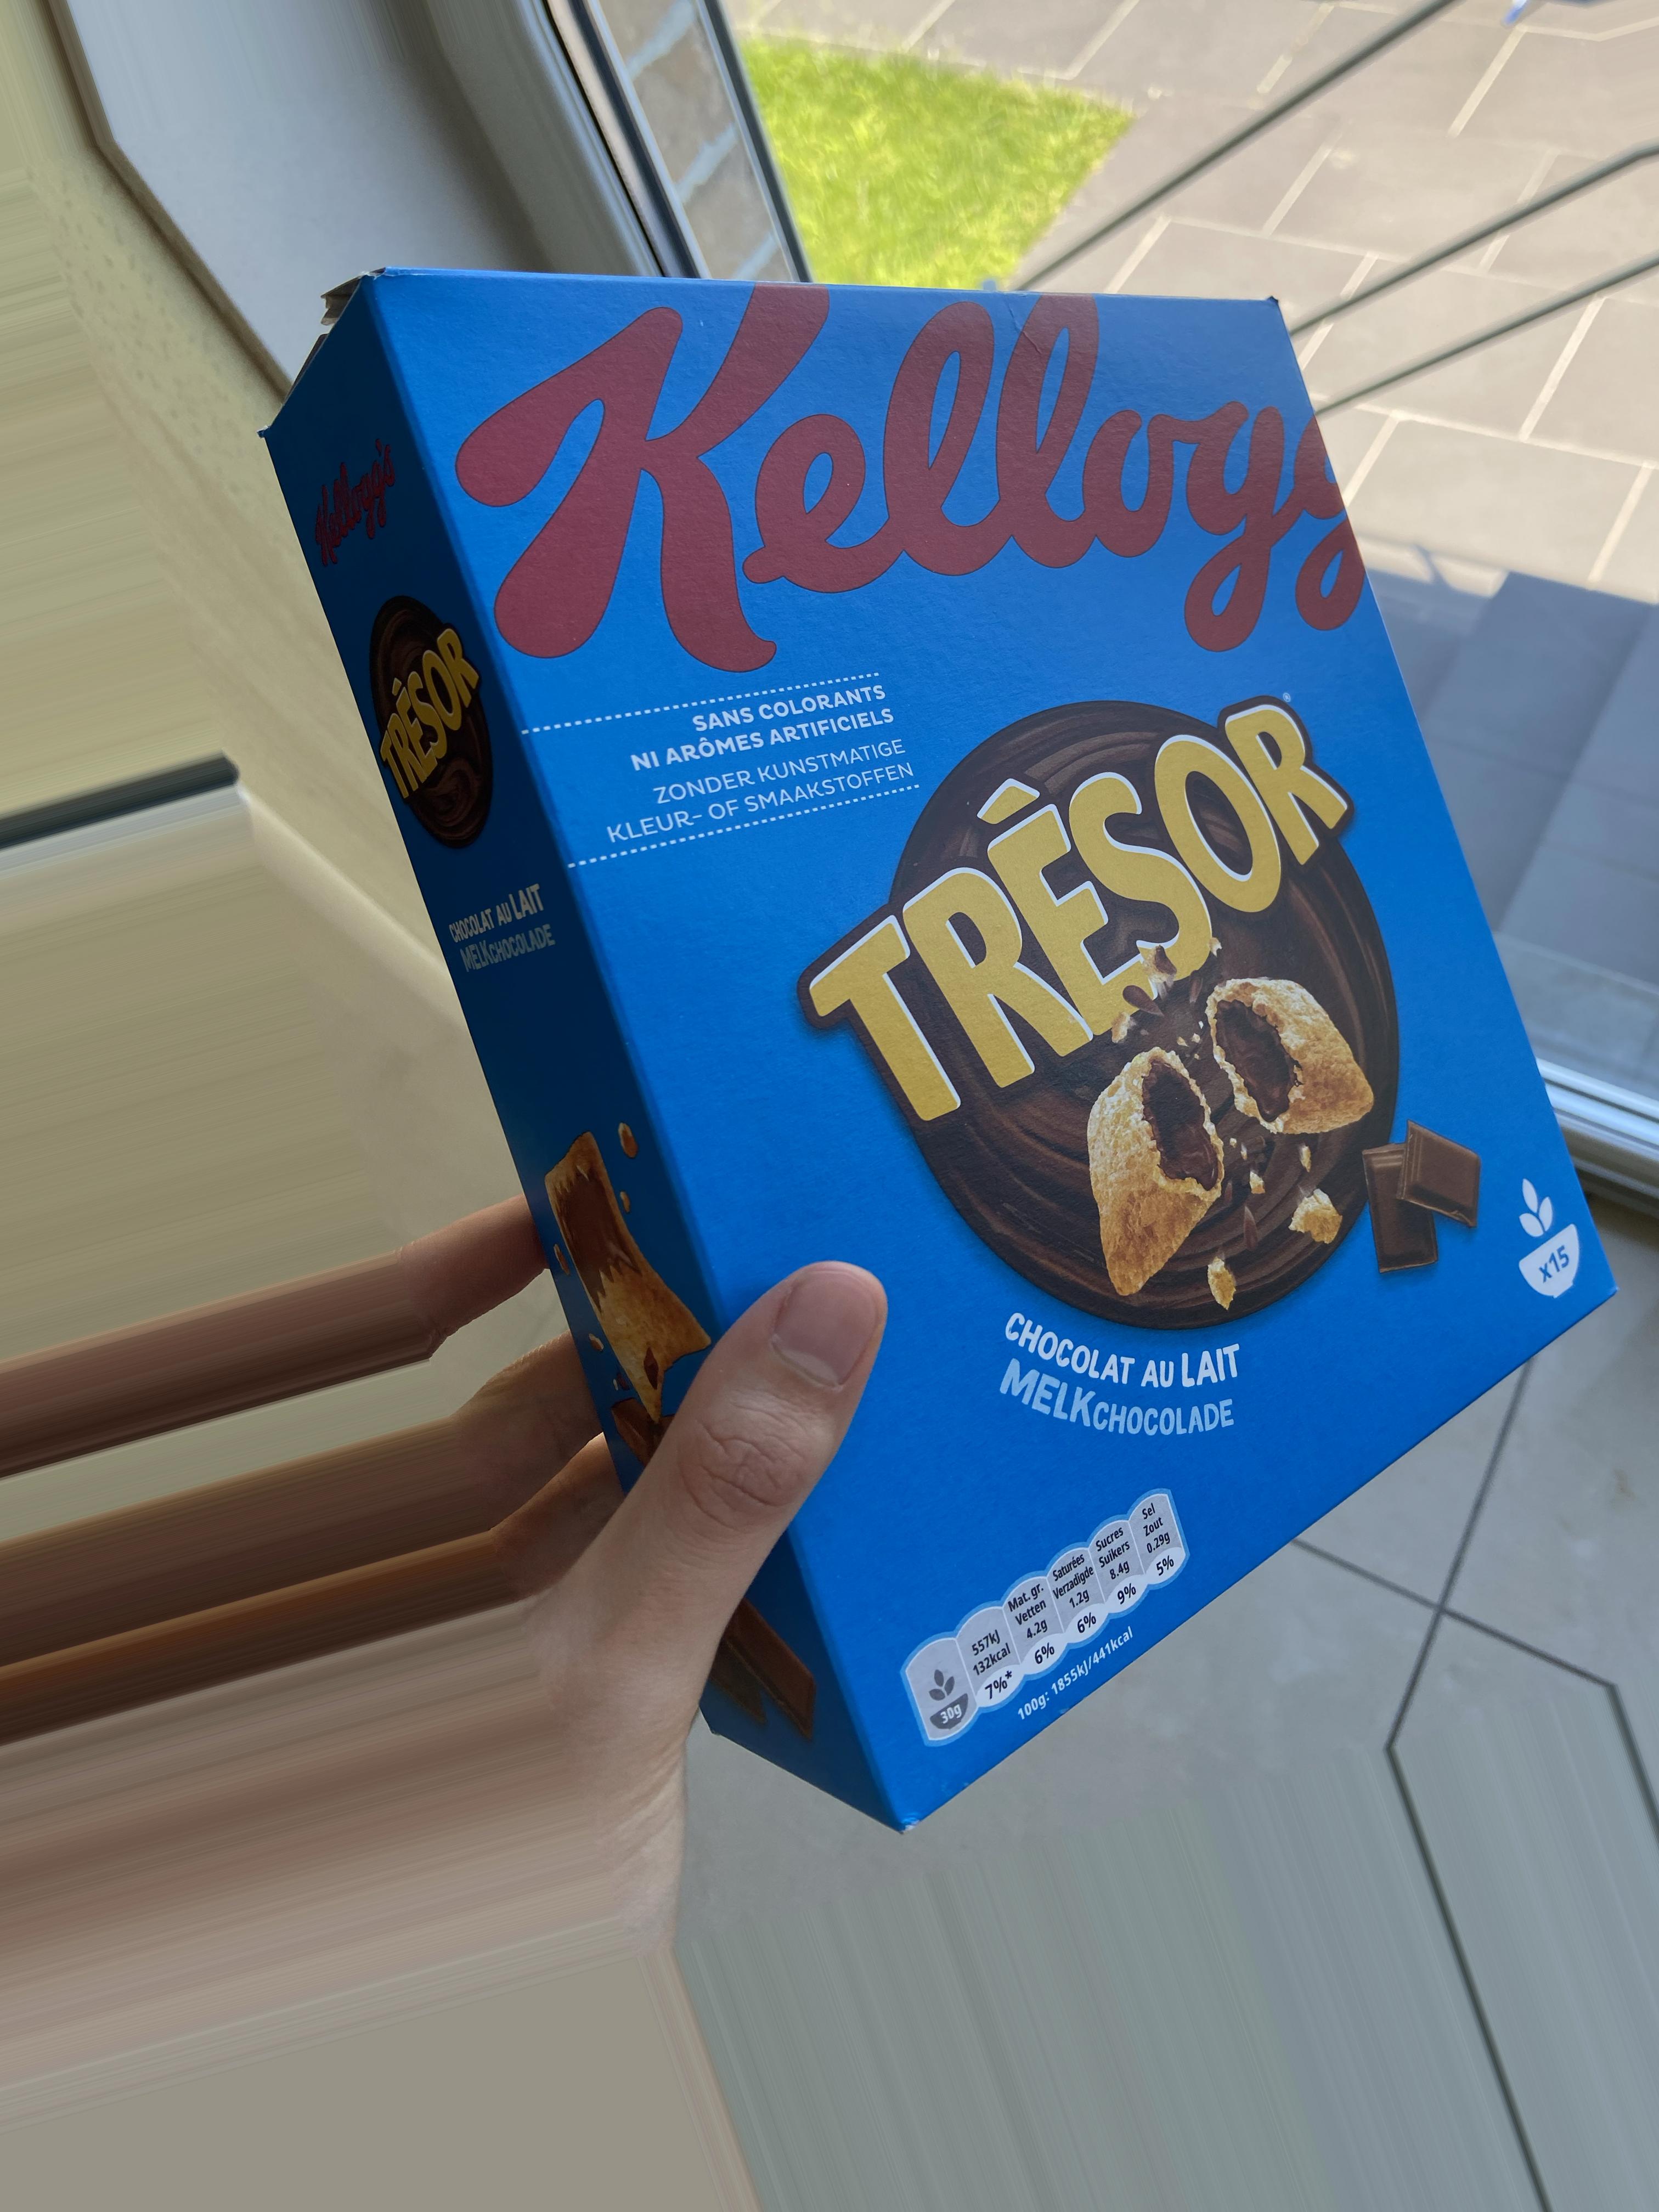 Kellogg
SANS COLORANTS
NI ARÔMES ARTIFICIELS
ZONDER KUNSTMATIGE
KLEUR- OF SMAAKSTOFFEN
TRÉSOR®
CHOCOLAT AU LAIT
MELKCHOCOLADE
x15
30g
557kJ
132kcal
7%*
Mat.gr.
Vetten
4.2g
6%
Saturées
Verzadigde
1.2g
6%
Sucres
Suikers
8.4g
9%
Sel
Zout
0.29g
5%
100g: 1855kJ/441kcal
Kellogg's
TRÉSOR
CHOCOLAT AU LAIT
MELKCHOCOLADE